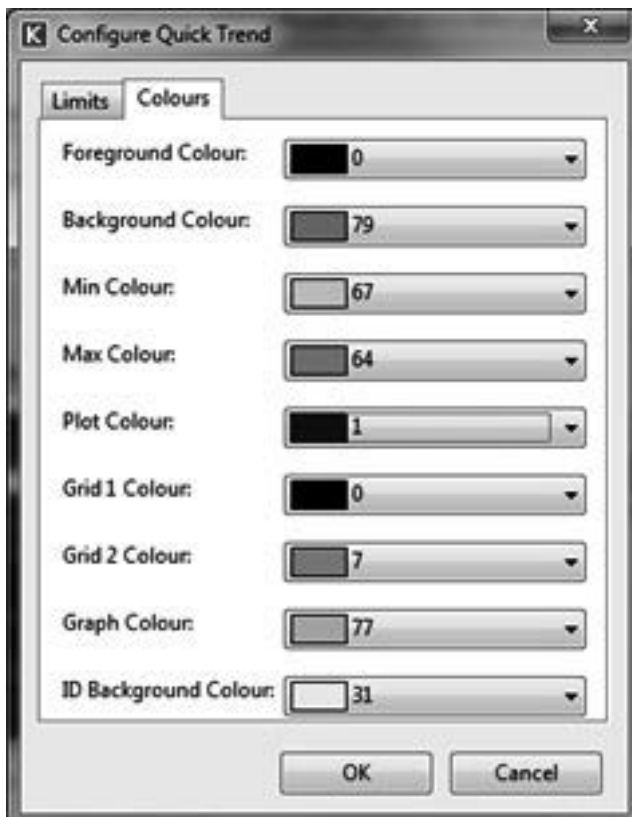 K Configure Quick Trend
Limits Colours
Foreground Colour: 0
Background Colour: 79
Min Colour: 67
Max Colour: 64
Plot Colour: 1
Grid 1 Colour: 0
Grid 2 Colour: 7
Graph Colour: 77
ID Background Colour: 31
OK Cancel